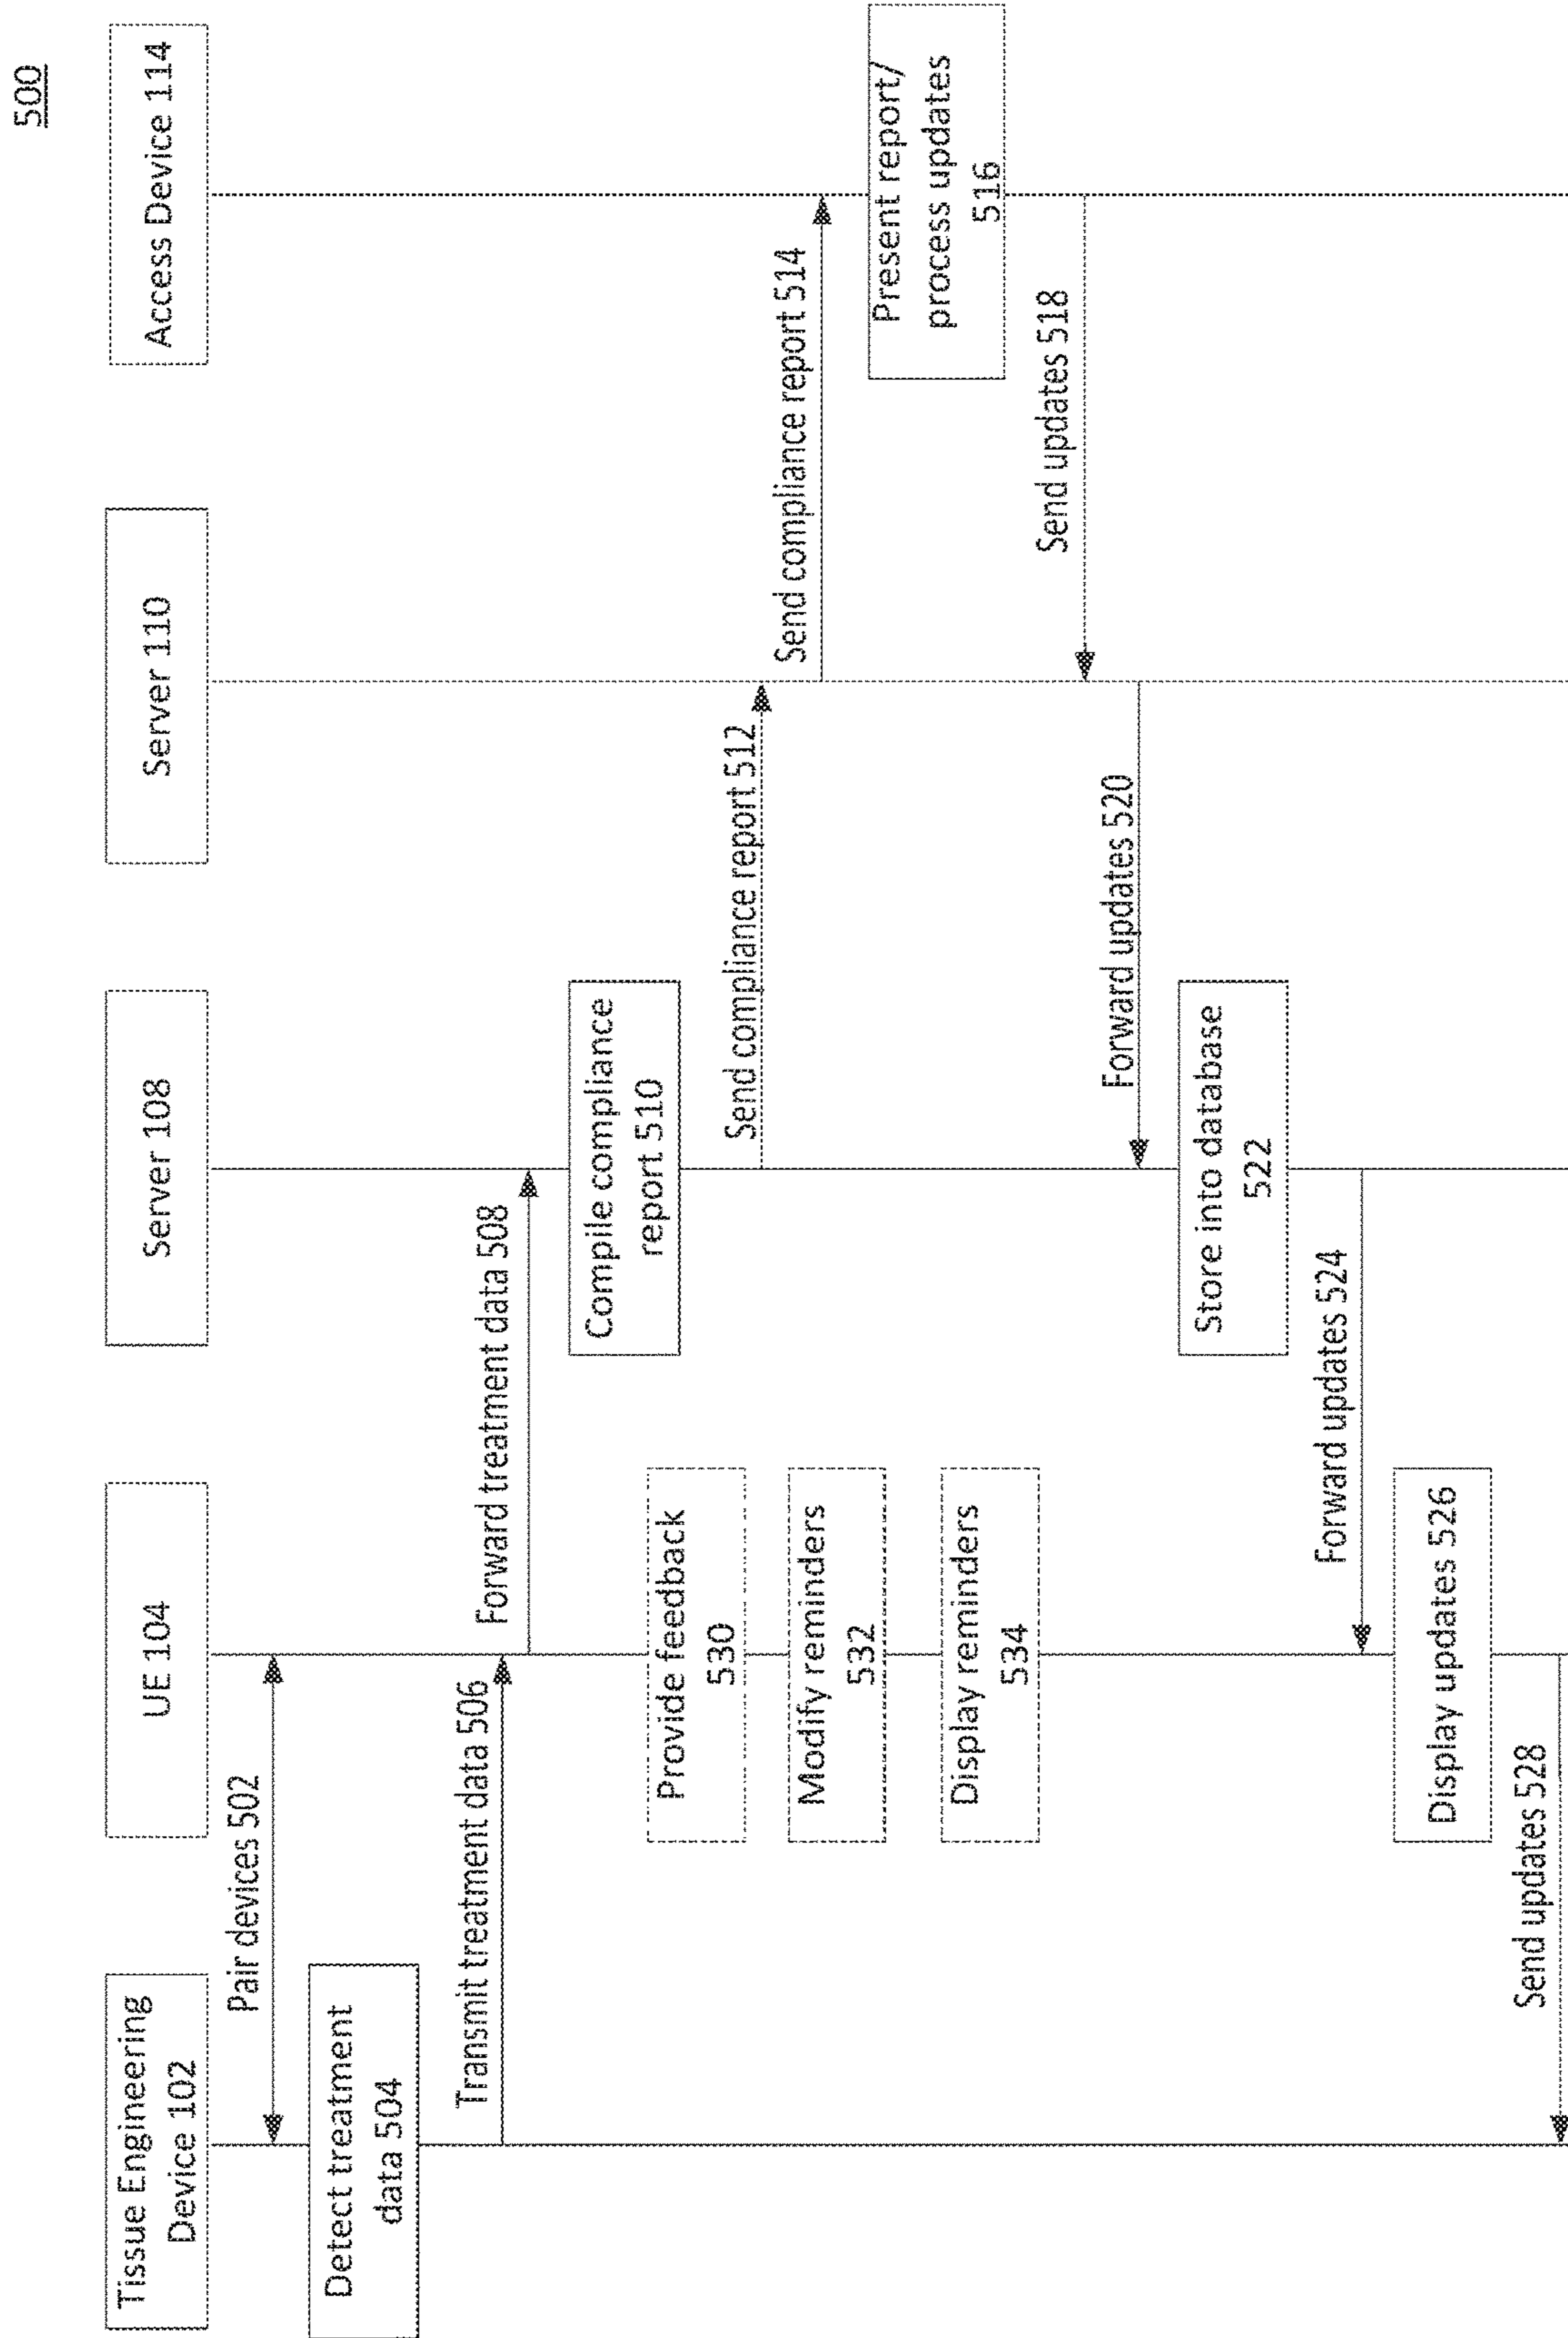 500
Tissue Engineering
Device 102
UE 104
Server 108
Server 110
Access Device 114
Pair devices 502
Detect treatment
data 504
Transmit treatment data 506
Forward treatment data 508
Compile compliance
report 510
Provide feedback
530
Send compliance report 512
Modify reminders
532
Send compliance report 514
Present report/
process updates
516
Display reminders
534
Send updates 518
Forward updates 520
Store into database
522
Forward updates 524
Display updates 526
Send updates 528